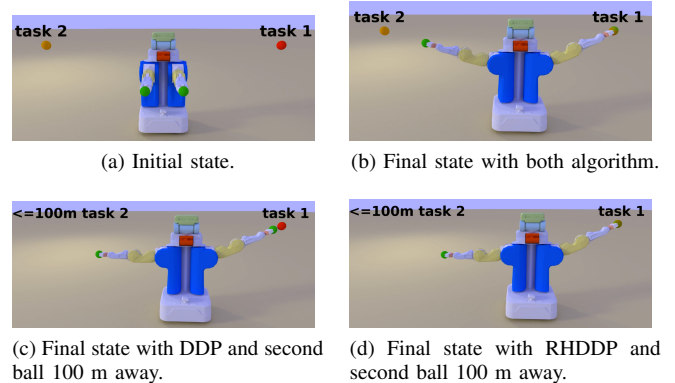 task 2 task 1
task 2 task 1
(a) Initial state.
(b) Final state with both algorithm.
<=100m task 2 task 1
<=100m task 2 task 1
(c) Final state with DDP and second
ball 100 m away.
(d) Final state with RHDDP and
second ball 100 m away.